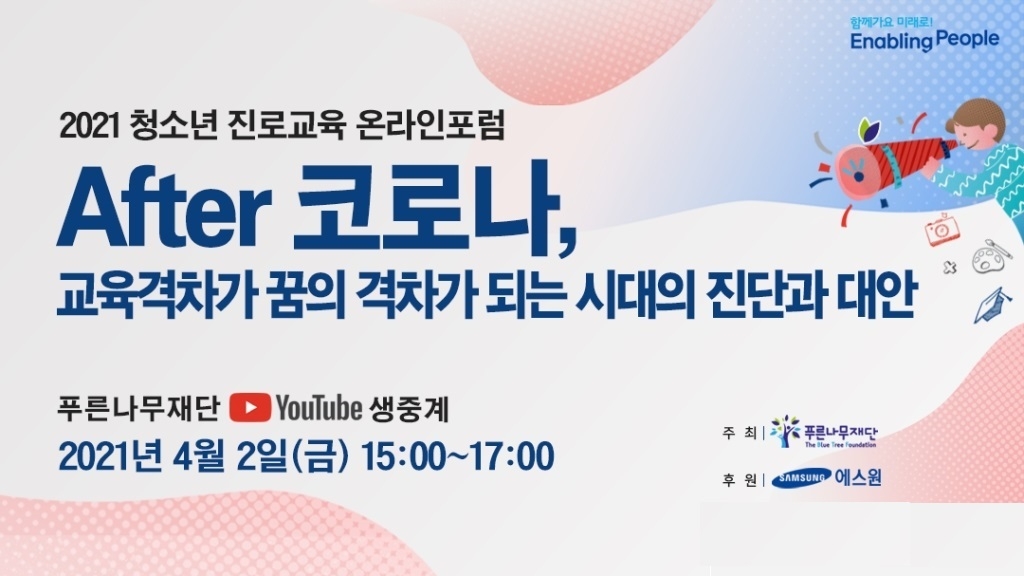 함께가요 미래로!
Enabling People
2021 청소년 진로교육 온라인포럼
After 코로나,
교육격차가 꿈의 격차가 되는 시대의 진단과 대안
푸른나무재단 YouTube 생중계
2021년 4월 2일(금) 15:00~17:00
주 최 | 푸른나무재단
The Blue Tree Foundation
후 원 | SAMSUNG 에스원